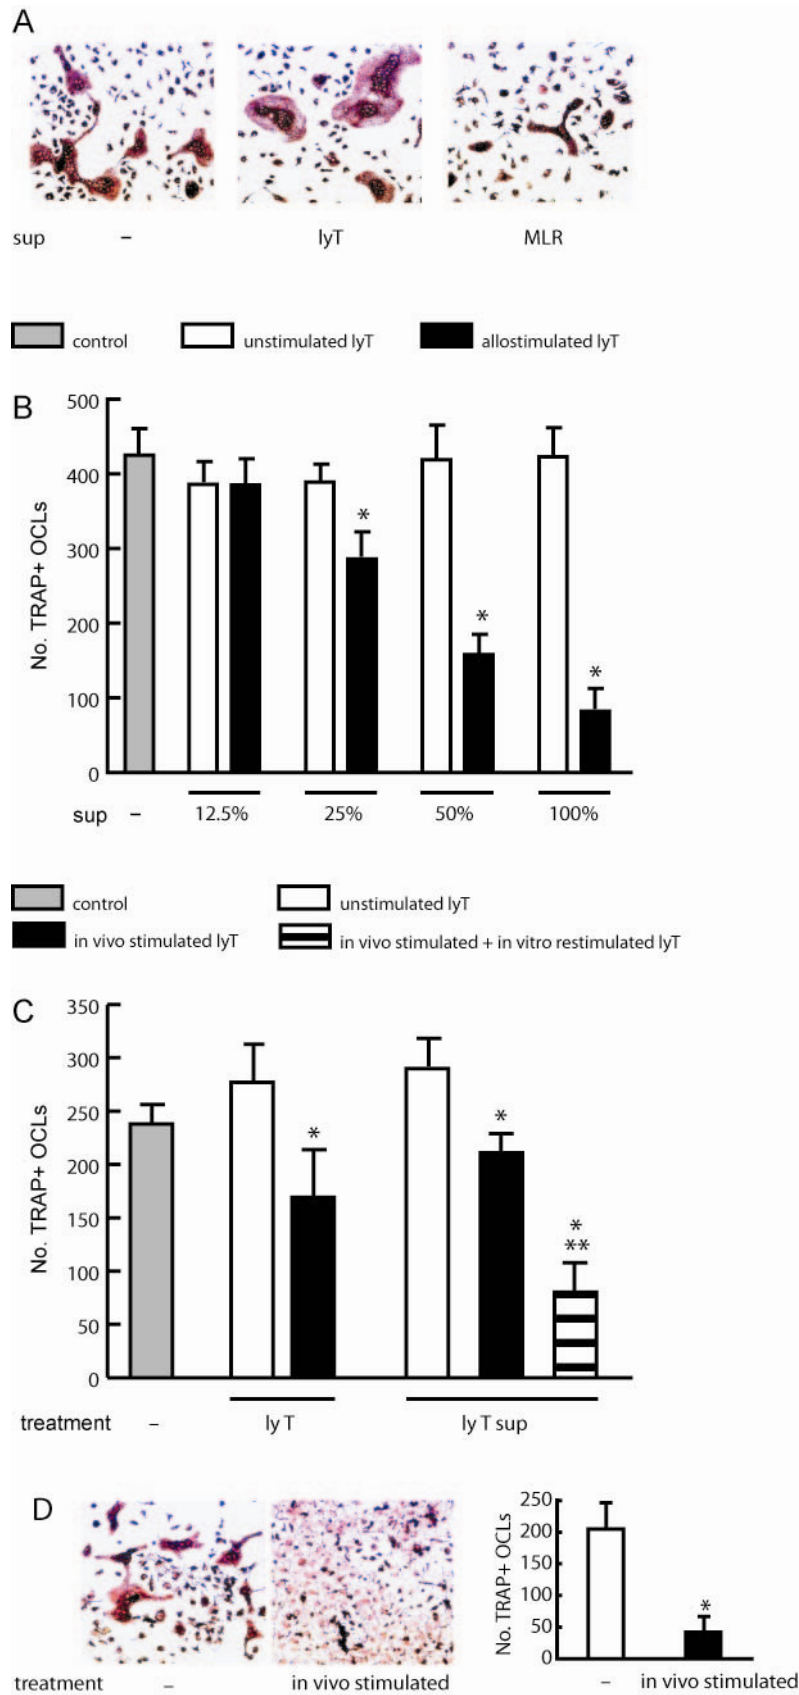 A
sup – lyT MLR
control unstimulated lyT allostimulated lyT
B
No. TRAP+ OCLs
500
400
*
300
*
200
*
100
0
sup – 12.5% 25% 50% 100%
control unstimulated lyT
in vivo stimulated lyT in vivo stimulated + in vitro restimulated lyT
C
No. TRAP+ OCLs
350
300
250
*
*
200
150
*
**
100
50
0
treatment – ly T ly T sup
D
No. TRAP+ OCLs
250
200
150
100
*
50
0
treatment – in vivo stimulated – in vivo stimulated